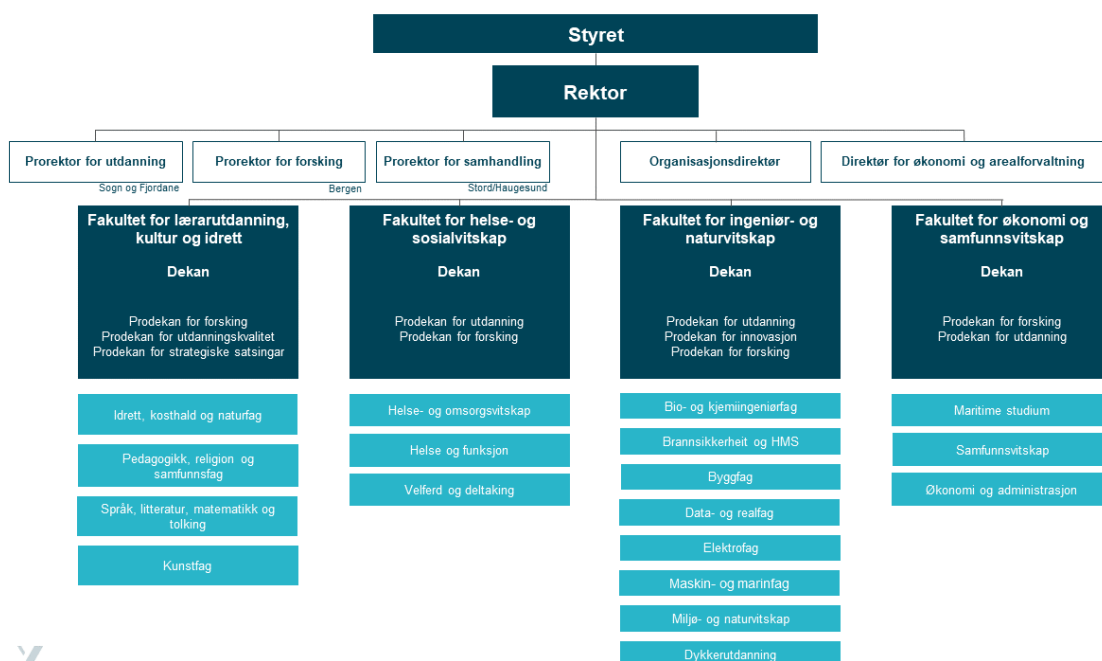 Styret
Rektor
Prorektor for utdanning
Sogn og Fjordane
Prorektor for forsking
Bergen
Prorektor for samhandling
Stord/Haugesund
Organisasjonsdirektør
Direktør for økonomi og arealforvaltning
Fakultet for lærarutdanning,
kultur og idrett
Dekan
Prodekan for forsking
Prodekan for utdanningskvalitet
Prodekan for strategiske satsingar
Idrett, kosthald og naturfag
Pedagogikk, religion og
samfunnsfag
Språk, litteratur, matematikk og
tolking
Kunstfag
Fakultet for helse- og
sosialvitskap
Dekan
Prodekan for utdanning
Prodekan for forsking
Helse- og omsorgsvitskap
Helse og funksjon
Velferd og deltaking
Fakultet for ingeniør- og
naturvitskap
Dekan
Prodekan for utdanning
Prodekan for innovasjon
Prodekan for forsking
Bio- og kjemiingeniørfag
Brannsikkerheit og HMS
Byggfag
Data- og realfag
Elektrofag
Maskin- og marinfag
Miljø- og naturvitskap
Dykkerutdanning
Fakultet for økonomi og
samfunnsvitskap
Dekan
Prodekan for forsking
Prodekan for utdanning
Maritime studium
Samfunnsvitskap
Økonomi og administrasjon